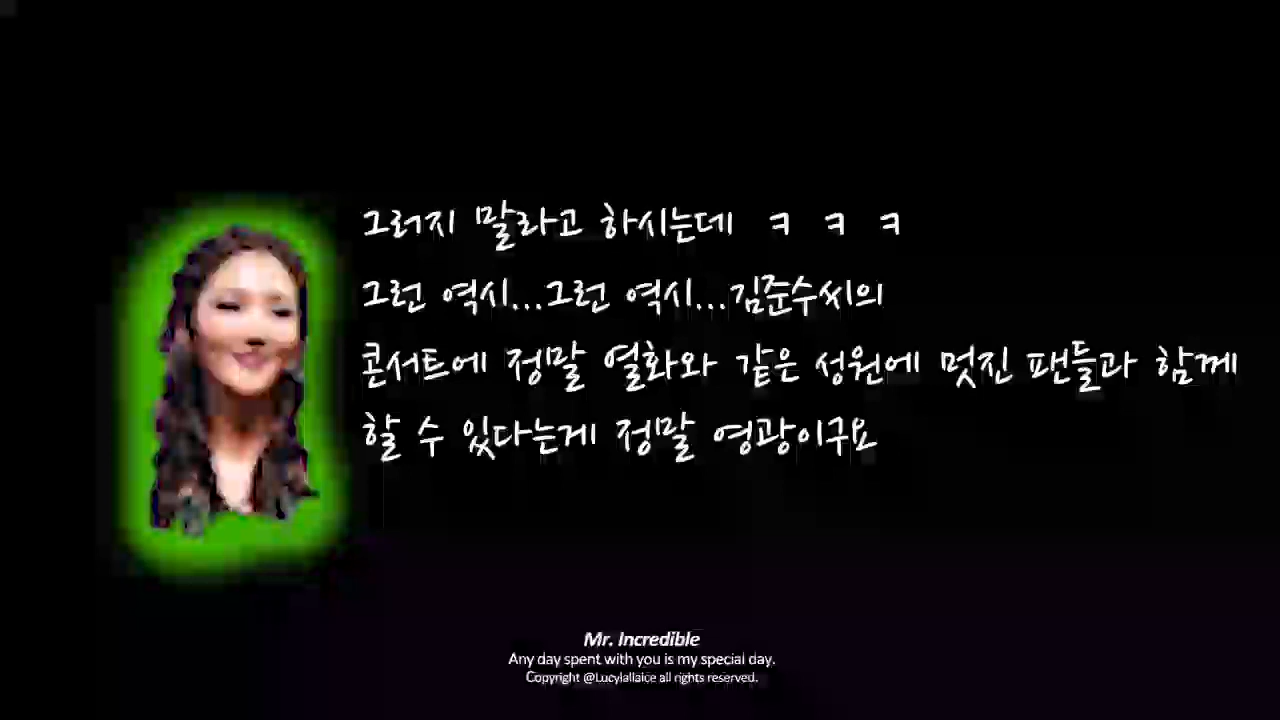 그러지 말라고 하시는데 ㅋ ㅋ ㅋ
그런 역시...그런 역시...김준수씨의
콘서트에 정말 열화와 같은 성원에 멋진 팬들과 함께
할 수 있다는게 정말 영광이구요
Mr. Incredible
Any day spent with you is my special day.
Copyright @Lucylallaice all rights reserved.